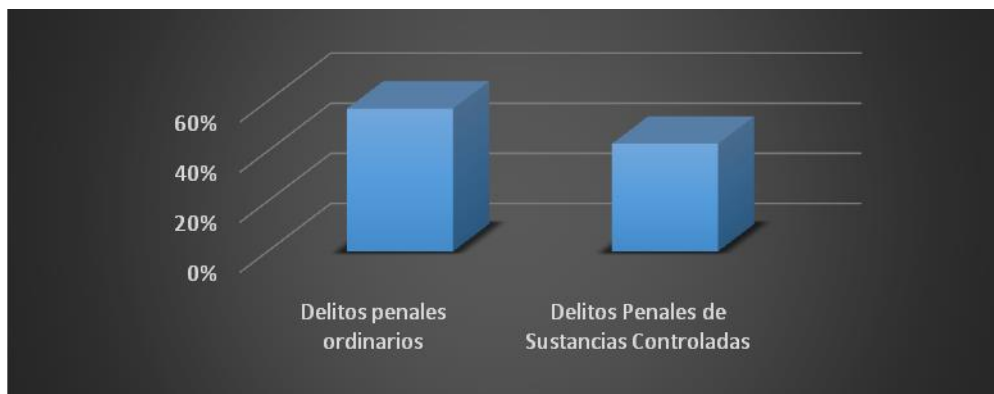 60%
40%
20%
0%
Delitos penales
ordinarios
Delitos Penales de
Sustancias Controladas